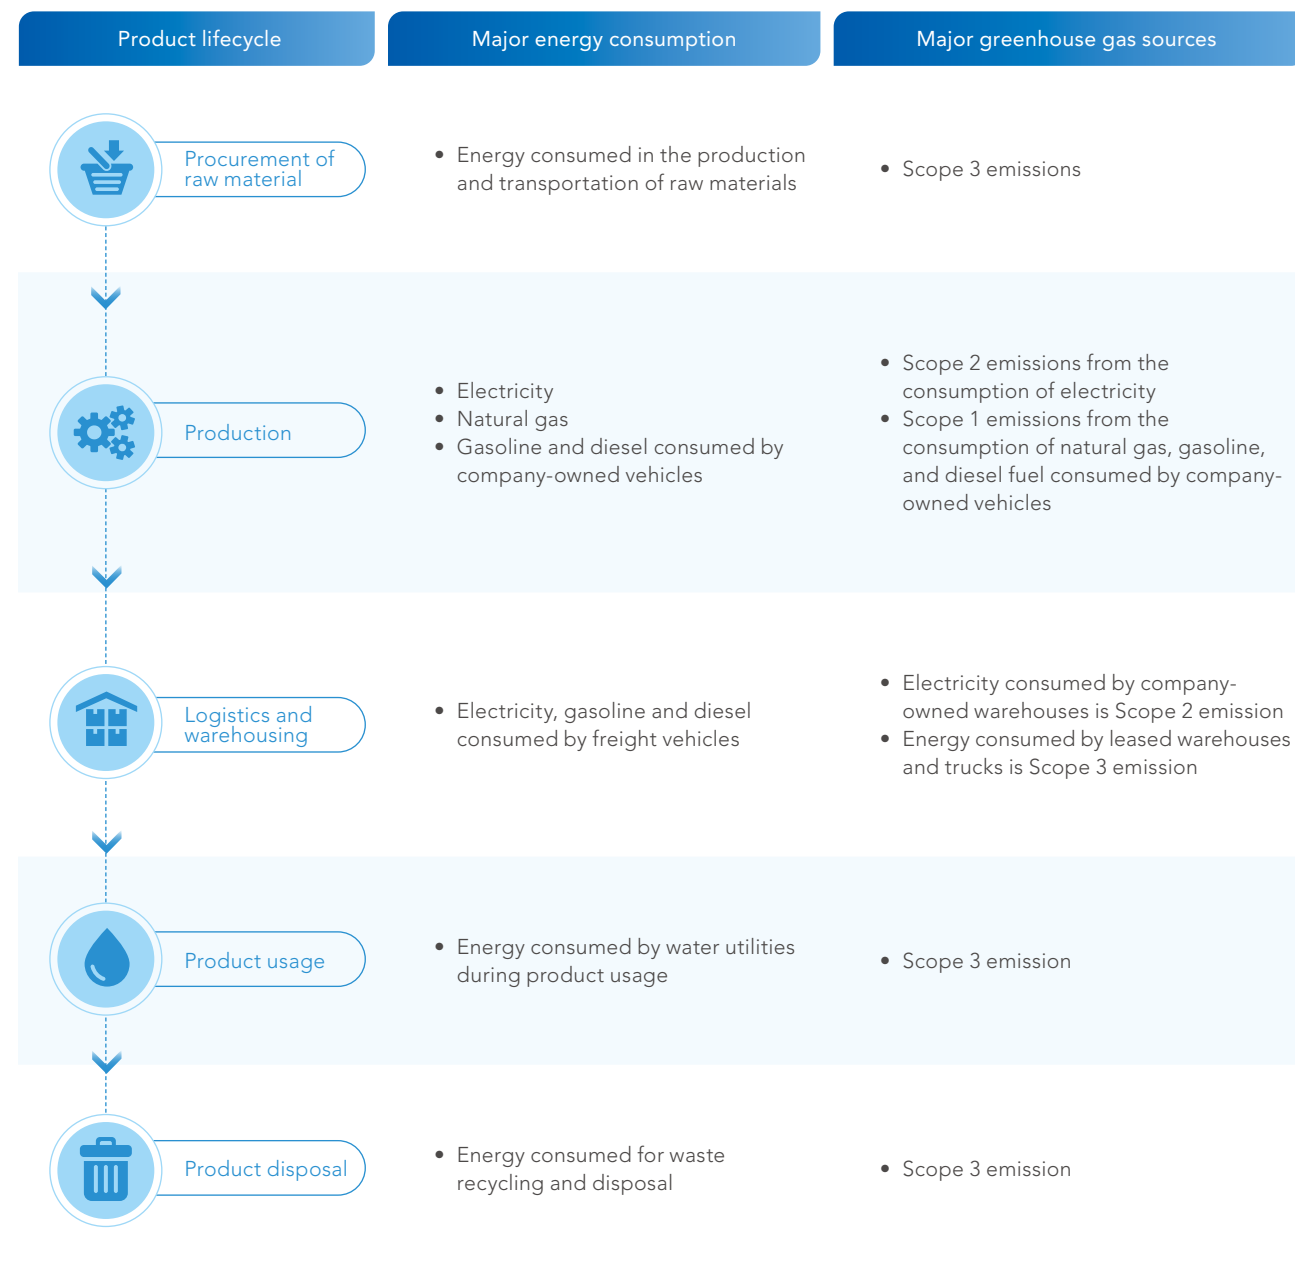 Product lifecycle
Major energy consumption
Major greenhouse gas sources
Procurement of
raw material
• Energy consumed in the production
and transportation of raw materials
• Scope 3 emissions
Production
• Electricity
• Natural gas
• Gasoline and diesel consumed by
company-owned vehicles
• Scope 2 emissions from the
consumption of electricity
• Scope 1 emissions from the
consumption of natural gas, gasoline,
and diesel fuel consumed by company-
owned vehicles
Logistics and
warehousing
• Electricity, gasoline and diesel
consumed by freight vehicles
• Electricity consumed by company-
owned warehouses is Scope 2 emission
• Energy consumed by leased warehouses
and trucks is Scope 3 emission
Product usage
• Energy consumed by water utilities
during product usage
• Scope 3 emission
Product disposal
• Energy consumed for waste
recycling and disposal
• Scope 3 emission